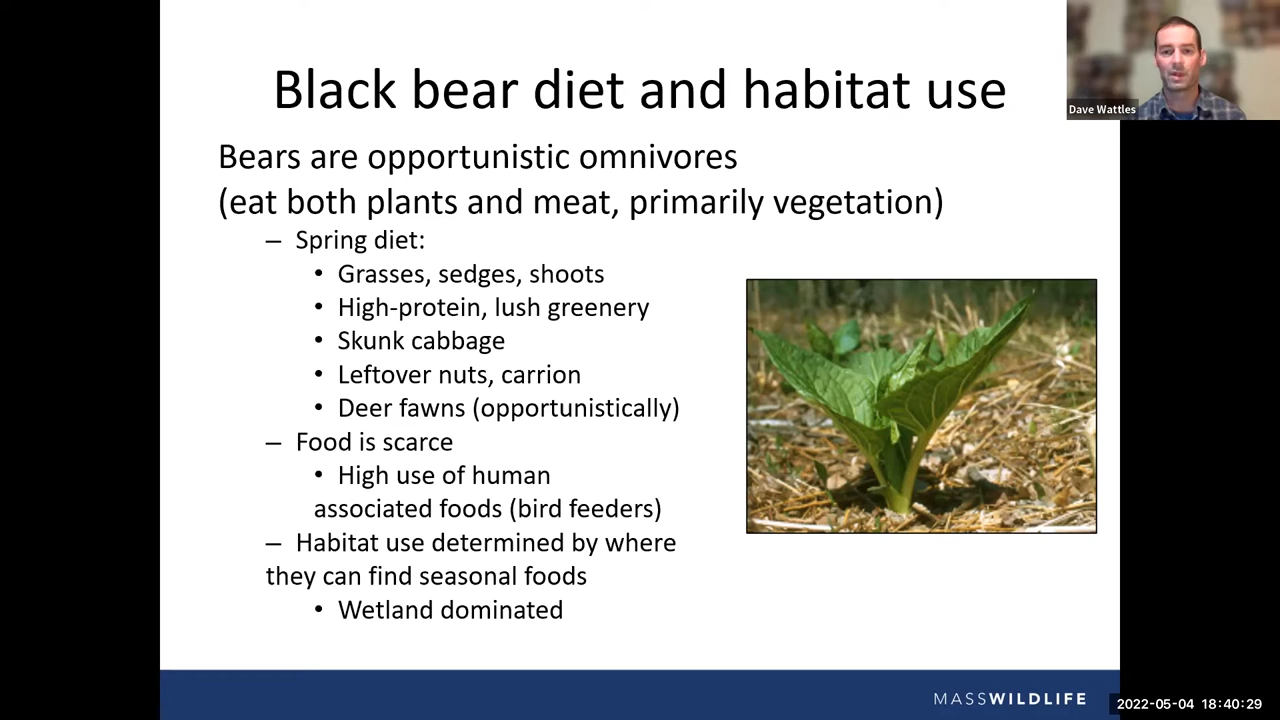 Black bear diet and habitat use
Dave Wattles
Bears are opportunistic omnivores
(eat both plants and meat, primarily vegetation)
– Spring diet:
• Grasses, sedges, shoots
• High-protein, lush greenery
• Skunk cabbage
• Leftover nuts, carrion
• Deer fawns (opportunistically)
– Food is scarce
• High use of human
associated foods (bird feeders)
– Habitat use determined by where
they can find seasonal foods
• Wetland dominated
MASSWILDLIFE
2022-05-04 18:40:29